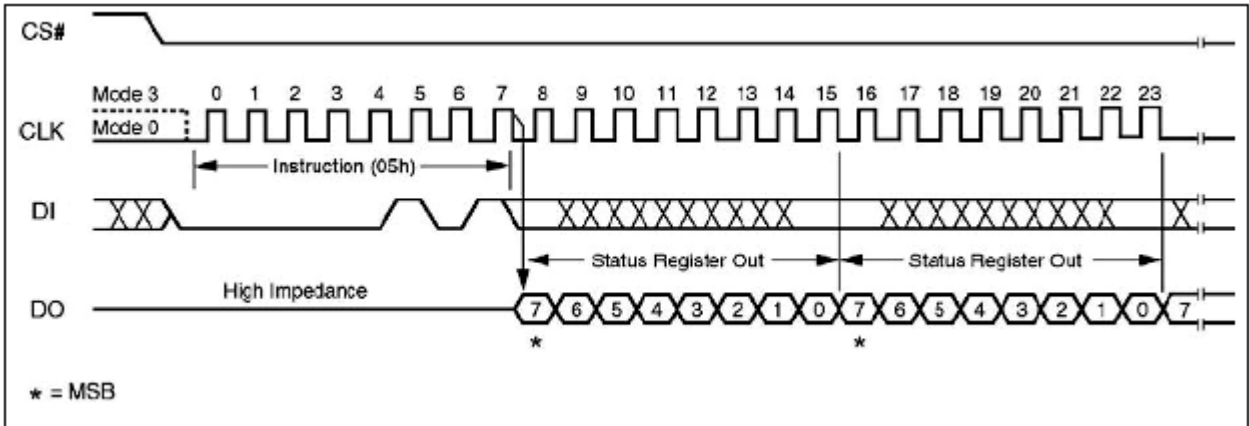 CS#
Mode 3 0 1 2 3 4 5 6 7 8 9 10 11 12 13 14 15 16 17 18 19 20 21 22 23
CLK Mode 0
Instruction (05h)
DI
Status Register Out Status Register Out
High Impedance
DO 7 6 5 4 3 2 1 0 7 6 5 4 3 2 1 0 7
* *
* = MSB